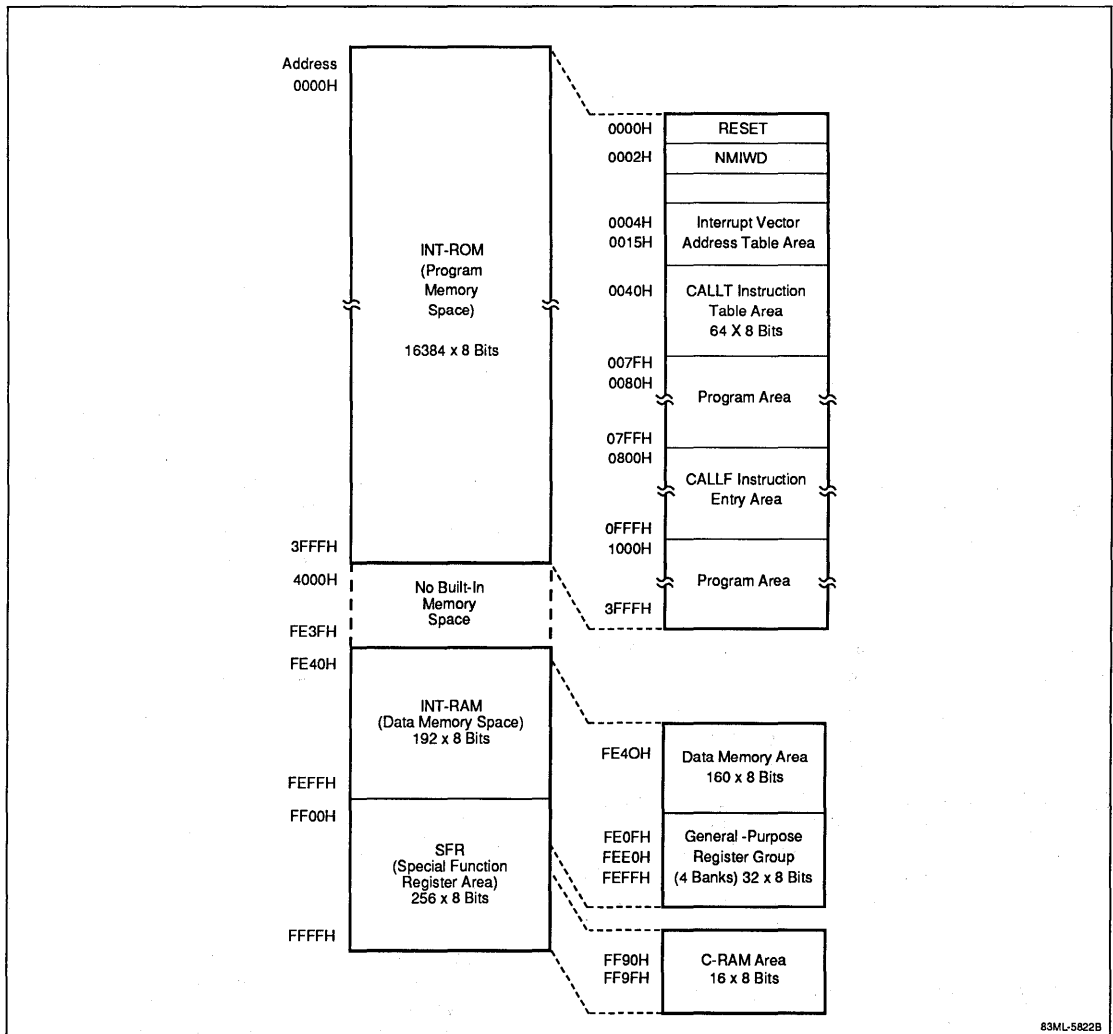 Address
0000H
INT-ROM
(Program
Memory
Space)
16384 x 8 Bits
3FFFH
4000H
No Built-In
Memory
Space
FE3FH
FE40H
INT-RAM
(Data Memory Space)
192 x 8 Bits
FEFFH
FF00H
SFR
(Special Function
Register Area)
256 x 8 Bits
FFFFH
0000H RESET
0002H NMIWD
0004H Interrupt Vector
0015H Address Table Area
0040H CALLT Instruction
Table Area
64 X 8 Bits
007FH
0080H
Program Area
07FFH
0800H
CALLF Instruction
Entry Area
0FFFH
1000H
Program Area
3FFFH
FE4OH Data Memory Area
160 x 8 Bits
FE0FH General -Purpose
FEE0H Register Group
FEFFH (4 Banks) 32 x 8 Bits
FF90H C-RAM Area
FF9FH 16 x 8 Bits
83ML-5822B